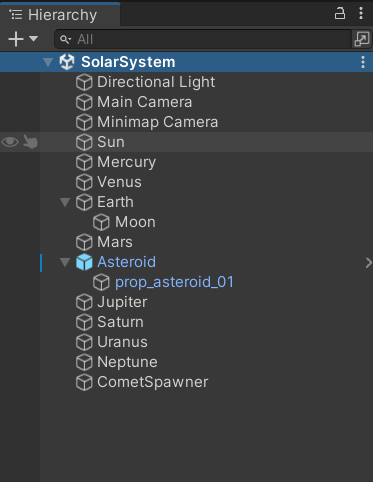 Hierarchy
All
SolarSystem
Directional Light
Main Camera
Minimap Camera
Sun
Mercury
Venus
Earth
Moon
Mars
Asteroid
prop_asteroid_01
Jupiter
Saturn
Uranus
Neptune
CometSpawner